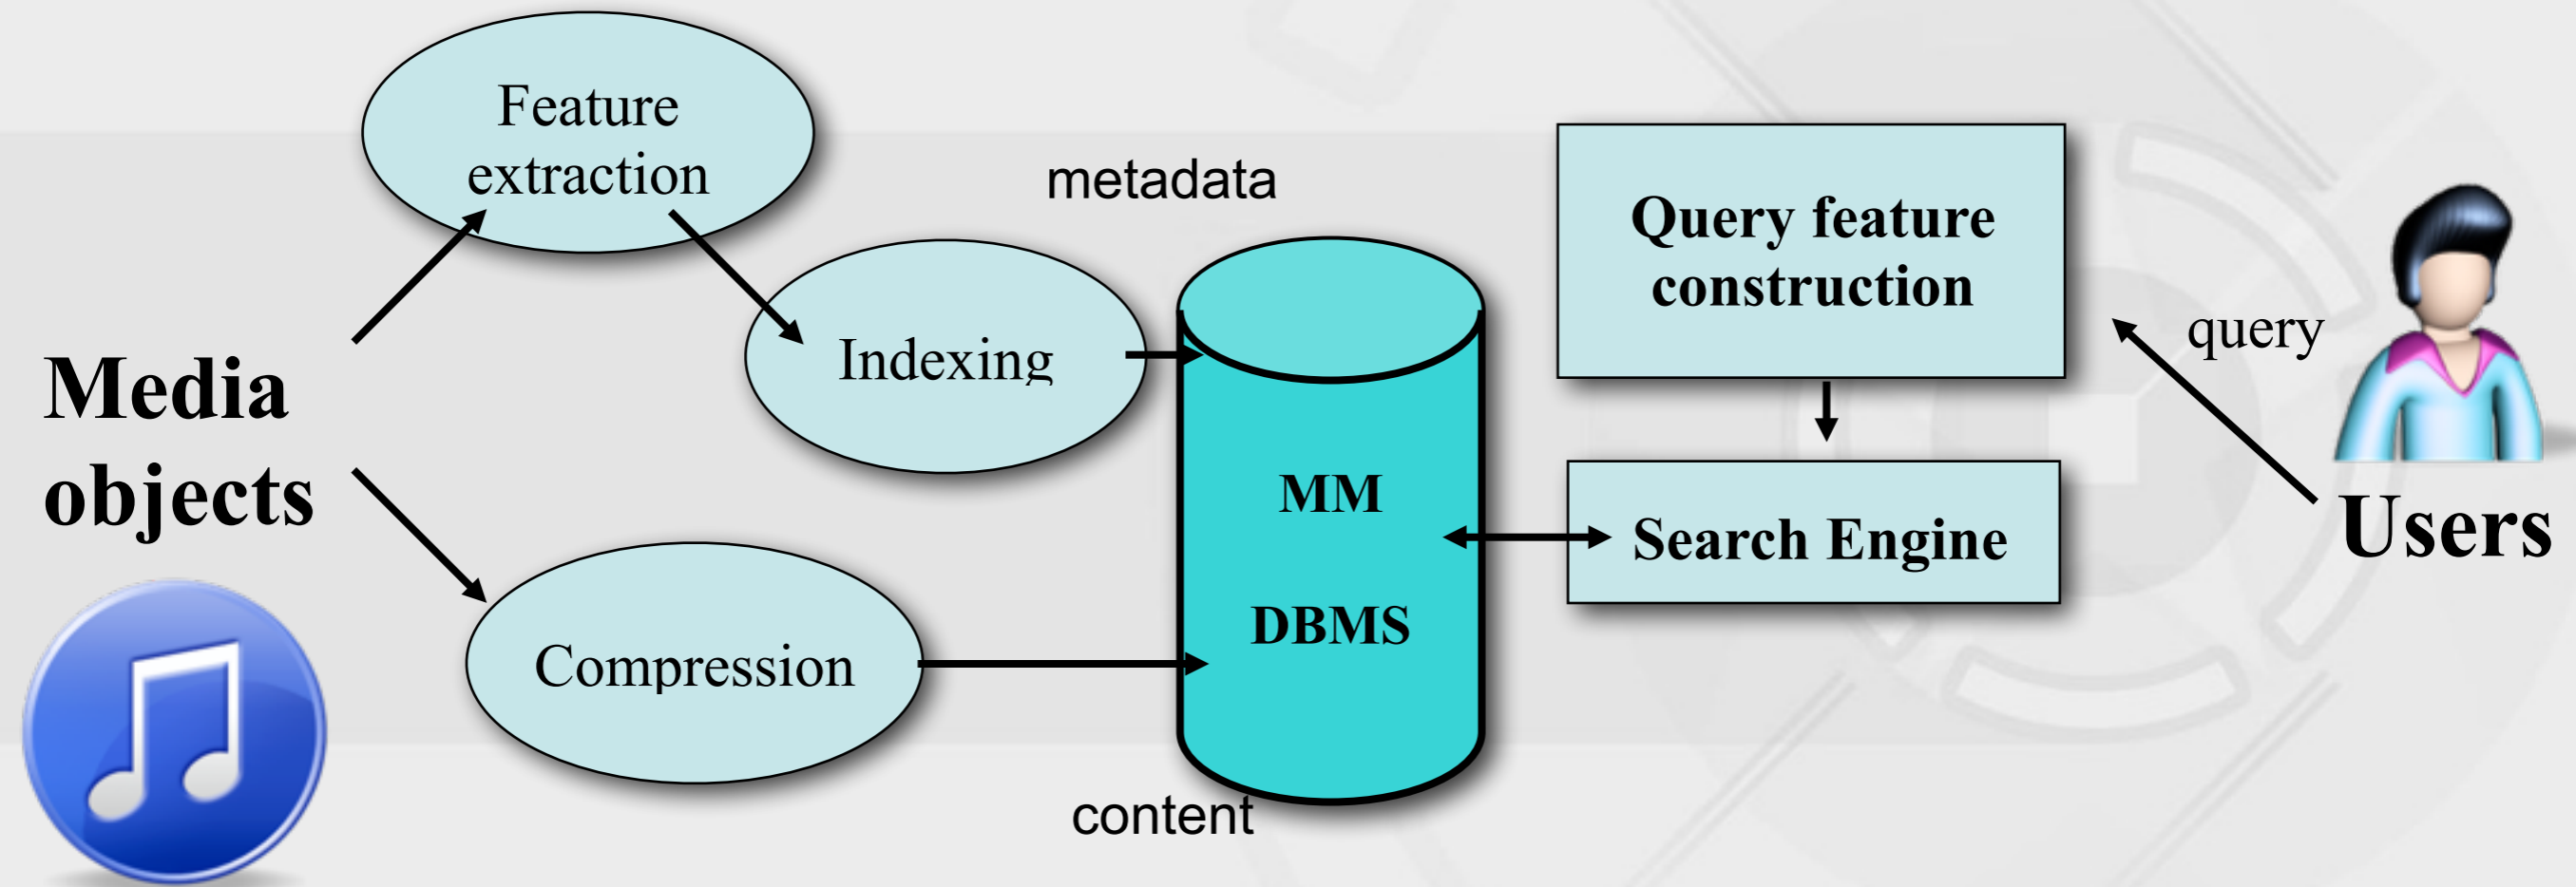 Feature
extraction
metadata
Indexing
Media
objects
Compression
content
MM
DBMS
Query feature
construction
Search Engine
query
Users